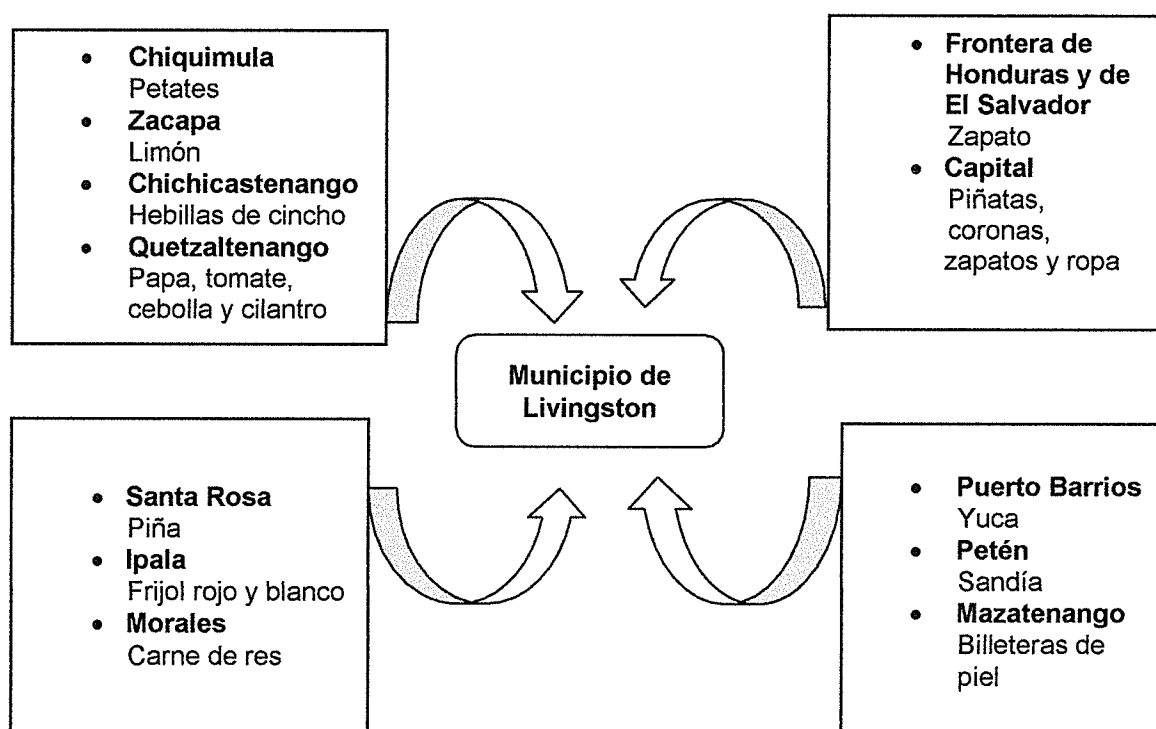 • Chiquimula
Petates
• Zacapa
Limón
• Chichicastenango
Hebillas de cincho
• Quetzaltenango
Papa, tomate,
cebolla y cilantro
• Frontera de
Honduras y de
El Salvador
Zapato
• Capital
Piñatas,
coronas,
zapatos y ropa
Municipio de
Livingston
• Santa Rosa
Piña
• Ipala
Frijol rojo y blanco
• Morales
Carne de res
• Puerto Barrios
Yuca
• Petén
Sandía
• Mazatenango
Billeteras de
piel